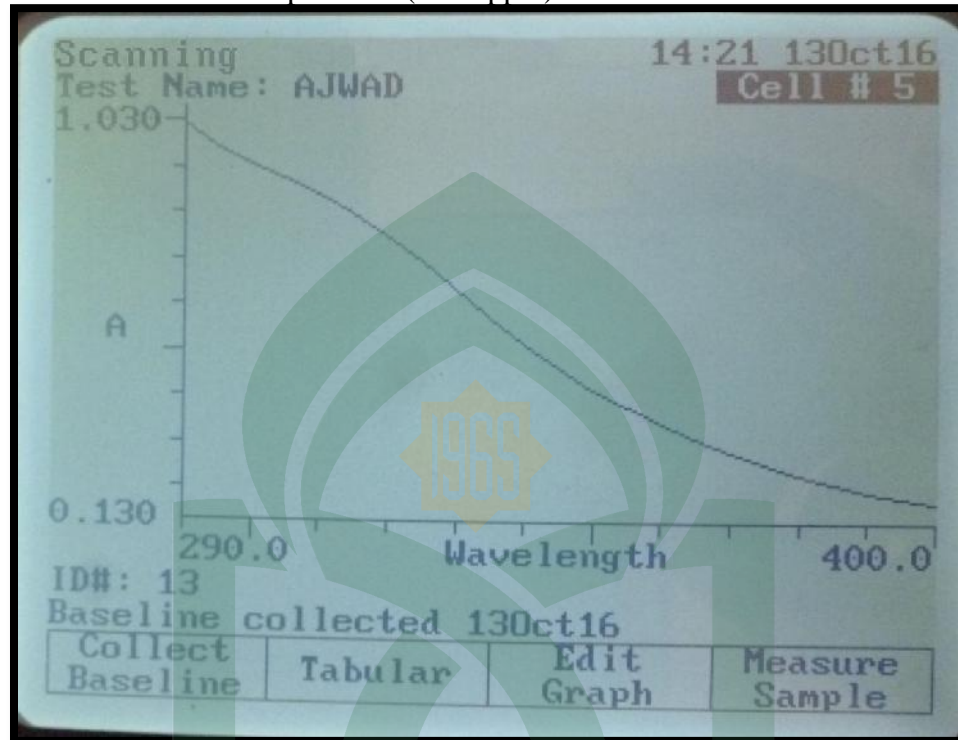 Scanning 14:21 13Oct16
Test Name: AJWAD Cell # 5
1.030
A
1965
0.130
290.0 Wavelength 400.0
ID#: 13
Baseline collected 13Oct16
Collect Baseline
Tabular
Edit Graph
Measure Sample